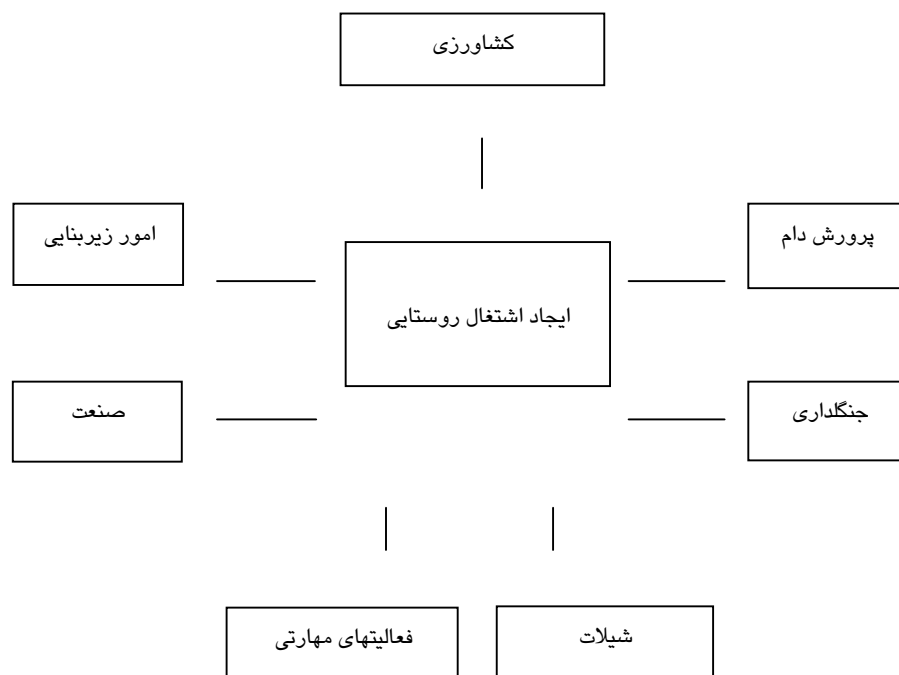 کشاورزی
پرورش دام
امور زیربنایی
ایجاد اشتغال روستایی
جنگلداری
صنعت
شیلات
فعالیتهای مهارتی